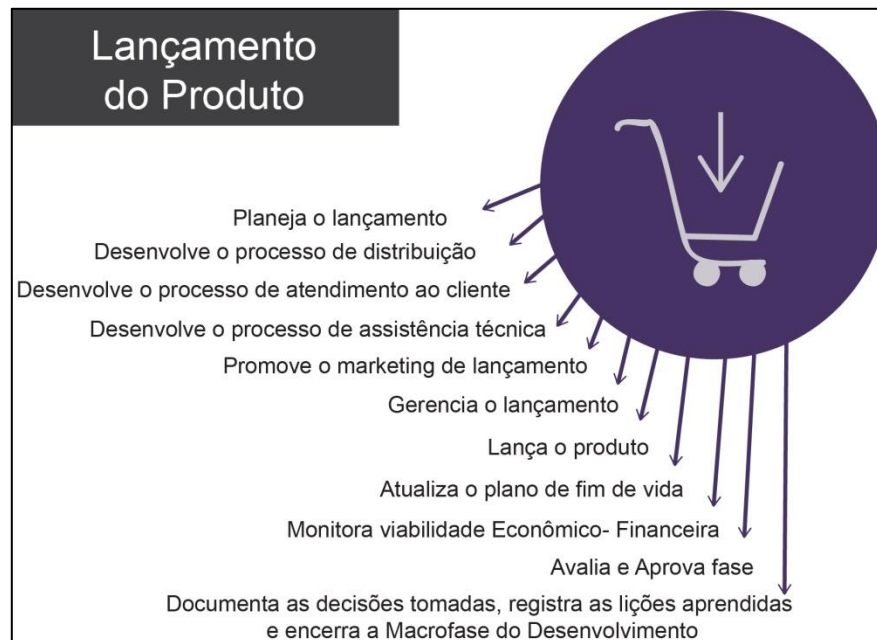 Lançamento
do Produto
Planeja o lançamento
Desenvolve o processo de distribuição
Desenvolve o processo de atendimento ao cliente
Desenvolve o processo de assistência técnica
Promove o marketing de lançamento
Gerencia o lançamento
Lança o produto
Atualiza o plano de fim de vida
Monitora viabilidade Econômico- Financeira
Avalia e Aprova fase
Documenta as decisões tomadas, registra as lições aprendidas
e encerra a Macrofase do Desenvolvimento